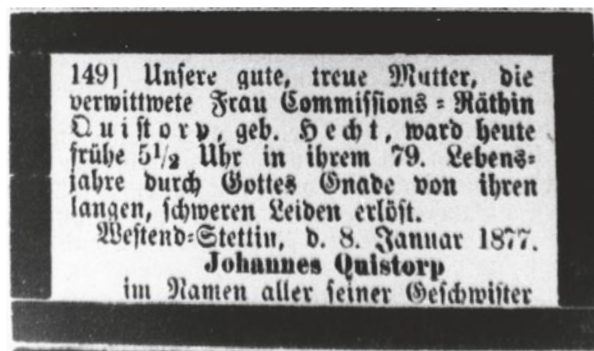 149] Unsere gute, treue Mutter, die
verwittwete Frau Commissions-Räthin
Quistorp, geb. Hecht, ward heute
frühe 5½ Uhr in ihrem 79. Lebens-
jahre durch Gottes Gnade von ihren
langen, schweren Leiden erlöst.
Westend-Stettin, d. 8. Januar 1877.
Johannes Quistorp
im Namen aller seiner Geschwister